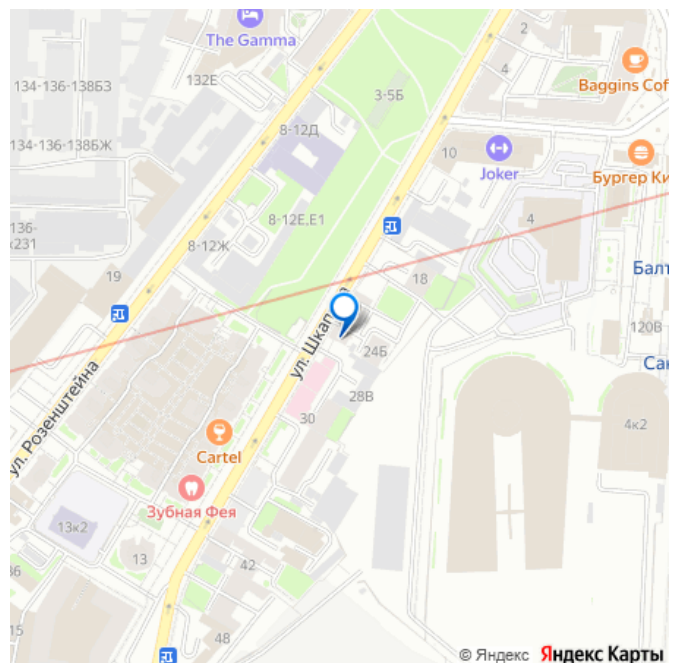 The Gamma
2
134-136-138Б3
132Е
4
3-5Б
Baggins Cof
8-12Д
134-136-138БЖ
10
Joker
Бургер Ки
136-
к231
8-12Е,Е1
4
8-12Ж
19
18
Балт
ул. Шкап
а
24Б
120В
Сан
28В
ул. Розенштейна
30
4к2
Cartel
Зубная Фея
13к2
13
42
36
15
48
© Яндекс Яндекс Карты